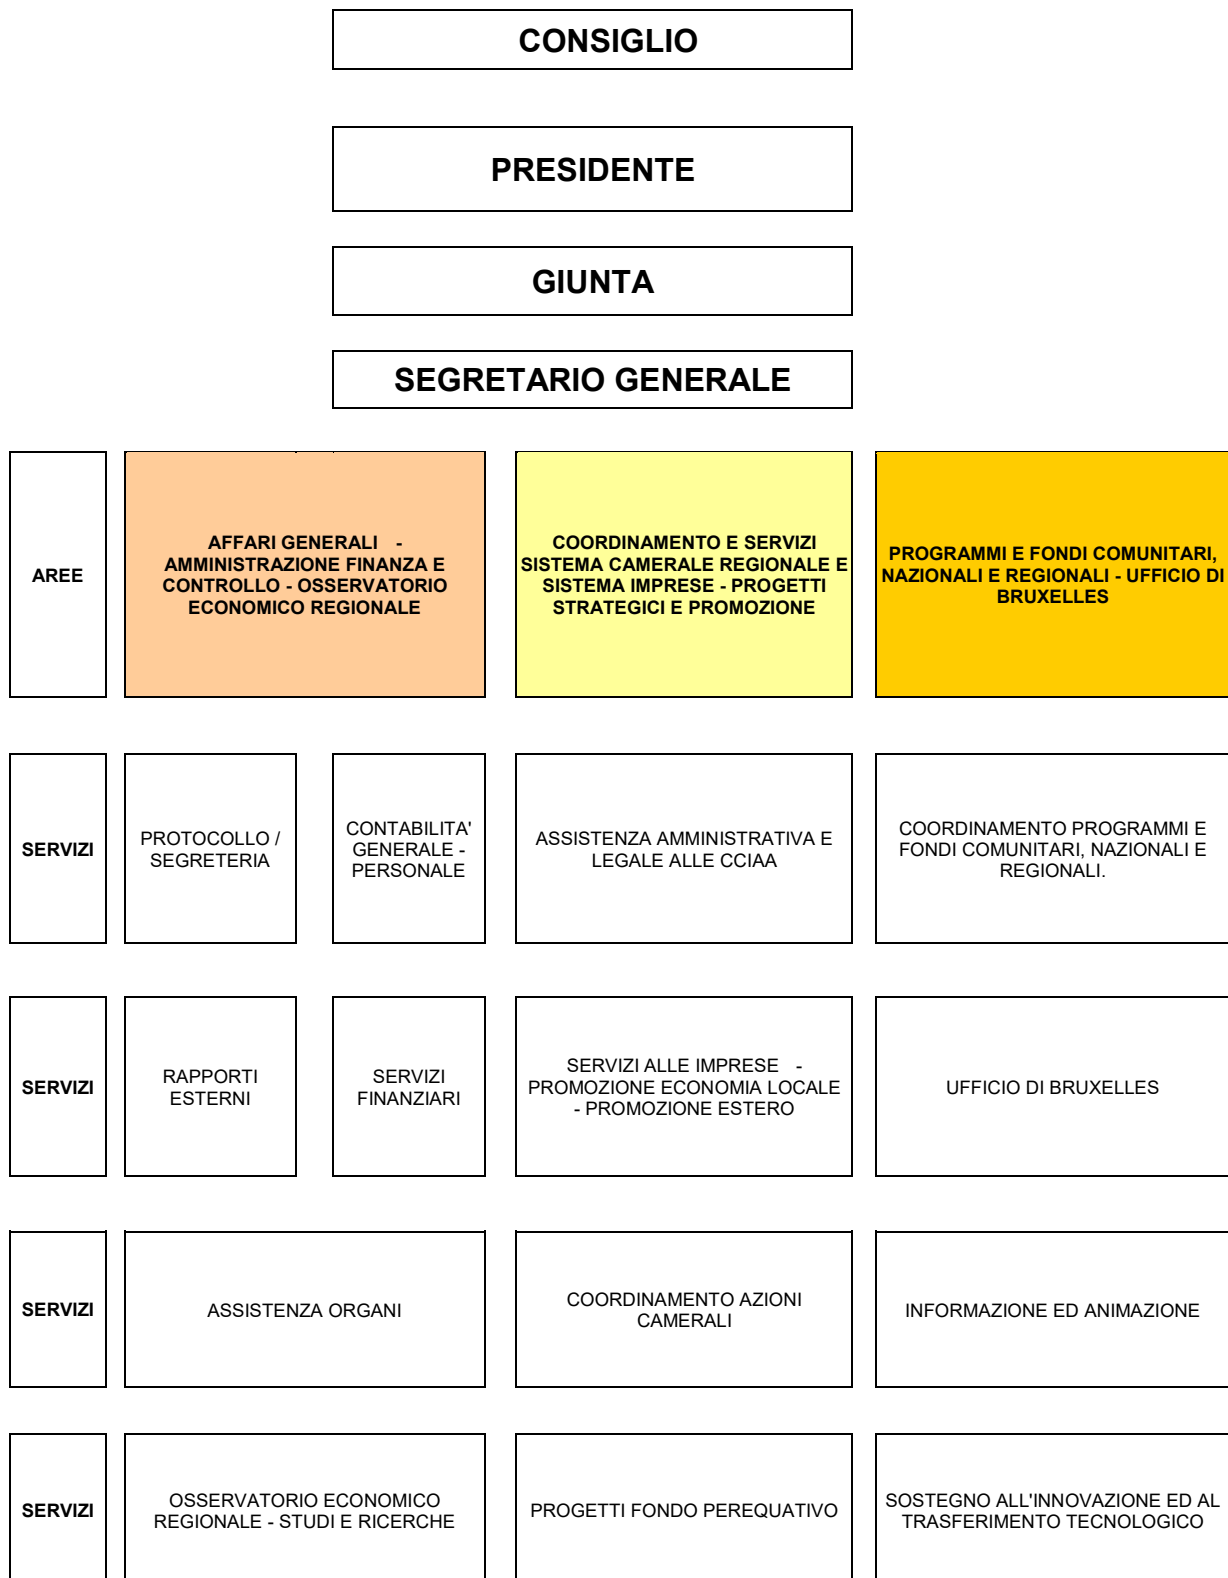 CONSIGLIO
PRESIDENTE
GIUNTA
SEGRETARIO GENERALE
AREE
AFFARI GENERALI -
AMMINISTRAZIONE FINANZA E
CONTROLLO - OSSERVATORIO
ECONOMICO REGIONALE
COORDINAMENTO E SERVIZI
SISTEMA CAMERALE REGIONALE E
SISTEMA IMPRESE - PROGETTI
STRATEGICI E PROMOZIONE
PROGRAMMI E FONDI COMUNITARI,
NAZIONALI E REGIONALI - UFFICIO DI
BRUXELLES
SERVIZI
PROTOCOLLO /
SEGRETERIA
CONTABILITA'
GENERALE -
PERSONALE
ASSISTENZA AMMINISTRATIVA E
LEGALE ALLE CCIAA
COORDINAMENTO PROGRAMMI E
FONDI COMUNITARI, NAZIONALI E
REGIONALI.
SERVIZI
RAPPORTI
ESTERNI
SERVIZI
FINANZIARI
SERVIZI ALLE IMPRESE -
PROMOZIONE ECONOMIA LOCALE
- PROMOZIONE ESTERO
UFFICIO DI BRUXELLES
SERVIZI
ASSISTENZA ORGANI
COORDINAMENTO AZIONI
CAMERALI
INFORMAZIONE ED ANIMAZIONE
SERVIZI
OSSERVATORIO ECONOMICO
REGIONALE - STUDI E RICERCHE
PROGETTI FONDO PEREQUATIVO
SOSTEGNO ALL'INNOVAZIONE ED AL
TRASFERIMENTO TECNOLOGICO